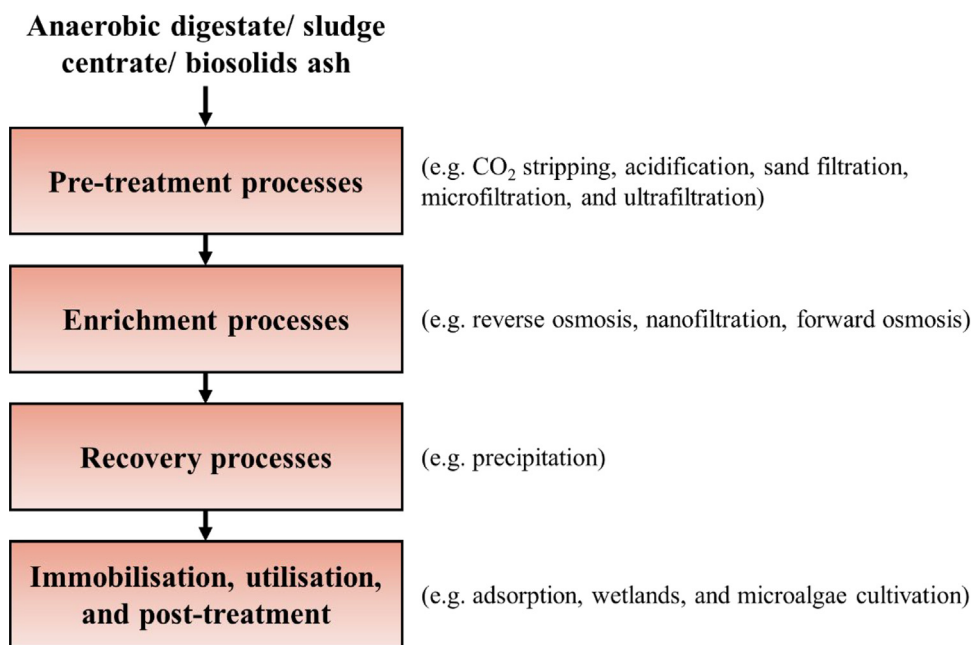 Anaerobic digestate/ sludge
centrate/ biosolids ash
Pre-treatment processes
(e.g. CO₂ stripping, acidification, sand filtration,
microfiltration, and ultrafiltration)
Enrichment processes
(e.g. reverse osmosis, nanofiltration, forward osmosis)
Recovery processes
(e.g. precipitation)
Immobilisation, utilisation,
and post-treatment
(e.g. adsorption, wetlands, and microalgae cultivation)